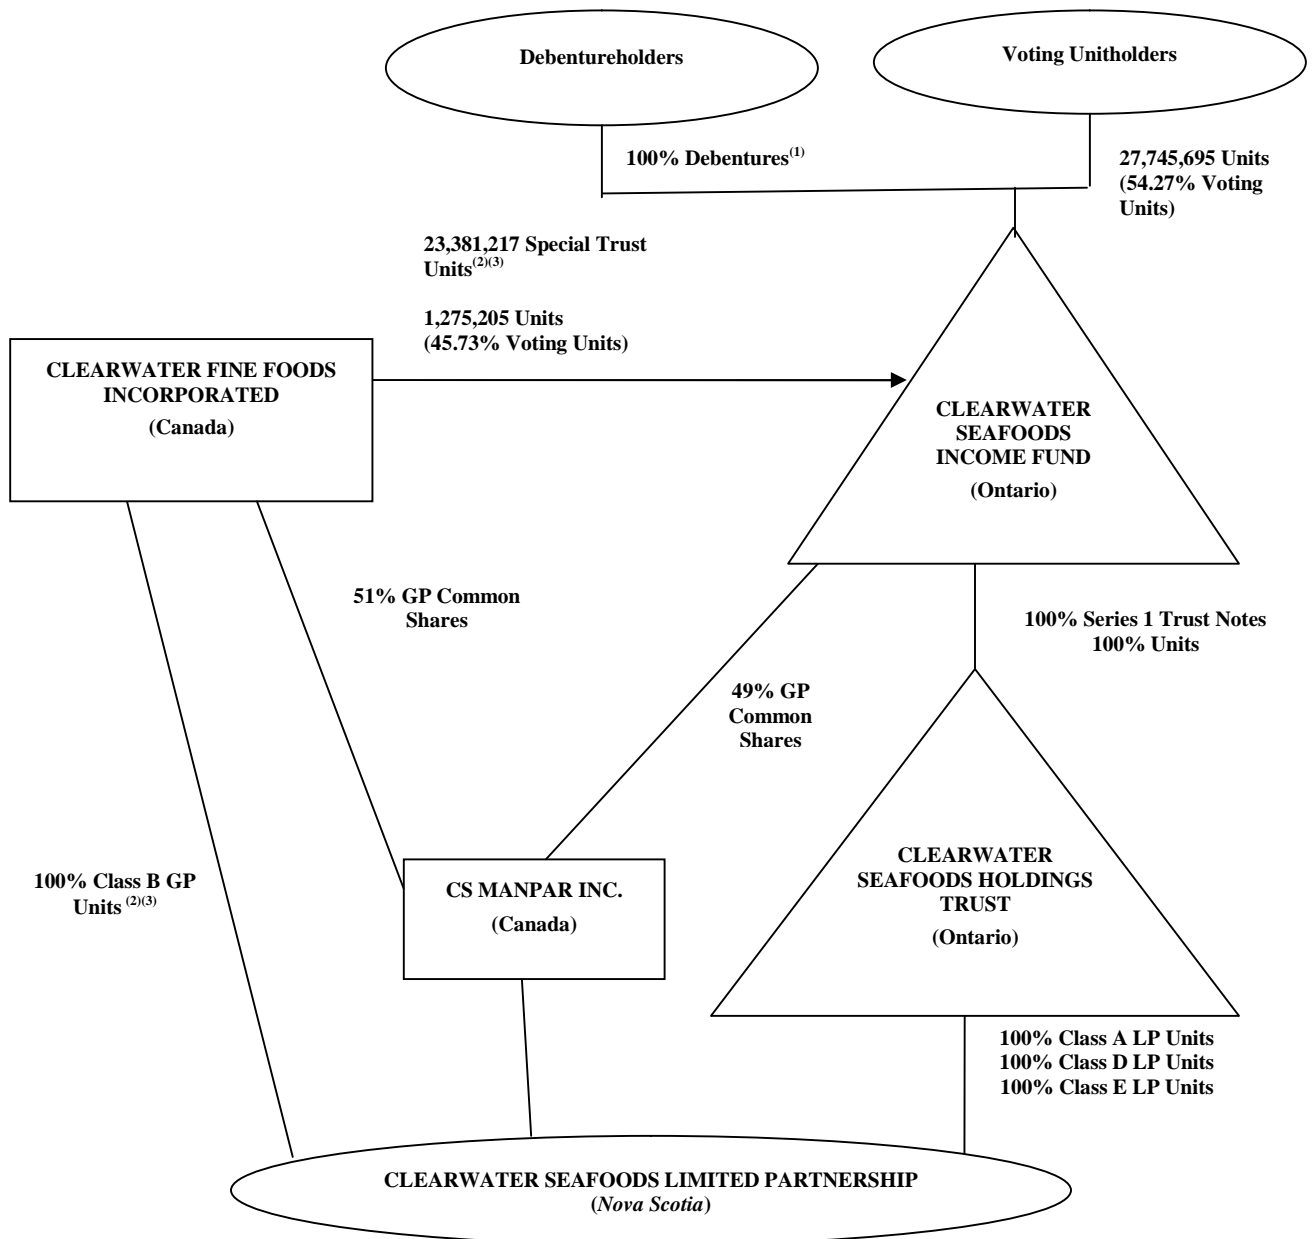 Debentureholders
Voting Unitholders
100% Debentures(1)
27,745,695 Units
(54.27% Voting
Units)
23,381,217 Special Trust
Units(2)(3)
1,275,205 Units
(45.73% Voting Units)
CLEARWATER FINE FOODS
INCORPORATED
(Canada)
CLEARWATER
SEAFOODS
INCOME FUND
(Ontario)
51% GP Common
Shares
100% Series 1 Trust Notes
100% Units
49% GP
Common
Shares
100% Class B GP
Units (2)(3)
CS MANPAR INC.
(Canada)
CLEARWATER
SEAFOODS HOLDINGS
TRUST
(Ontario)
100% Class A LP Units
100% Class D LP Units
100% Class E LP Units
CLEARWATER SEAFOODS LIMITED PARTNERSHIP
(Nova Scotia)